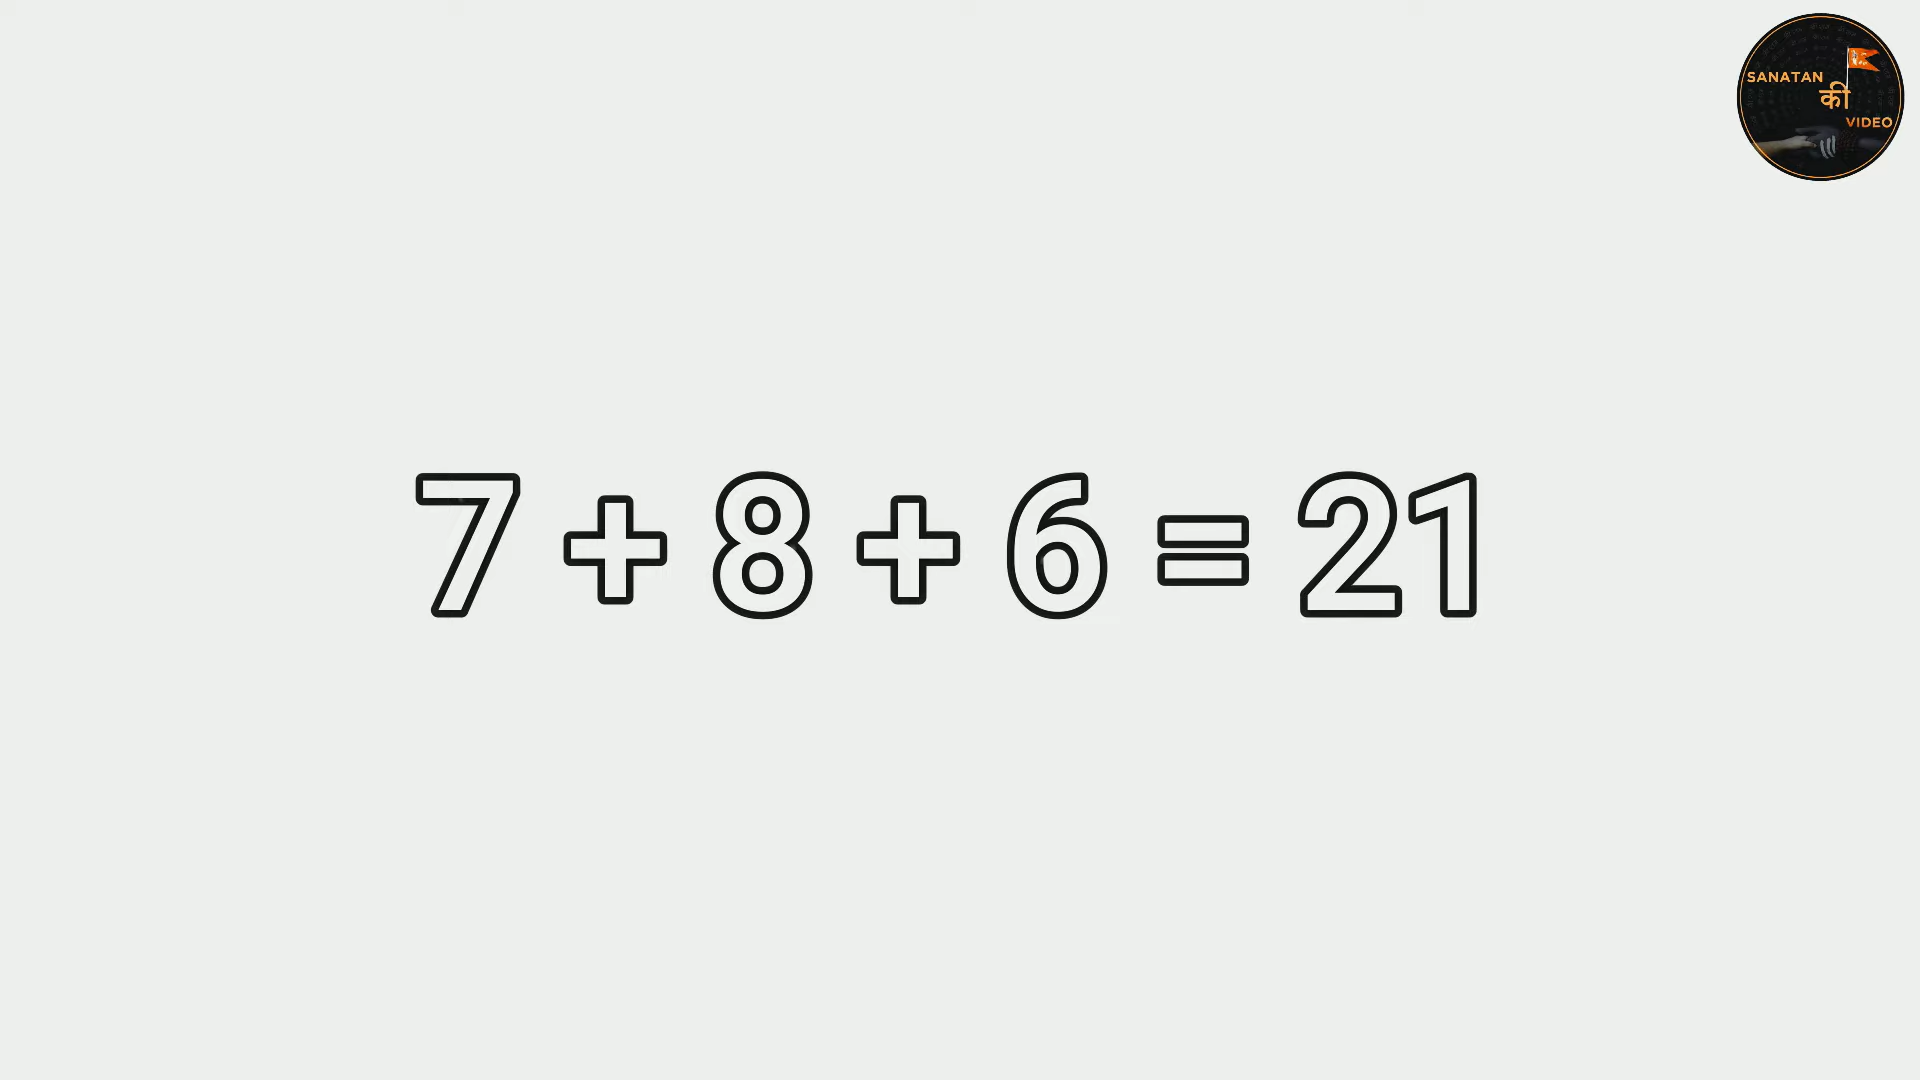 SANATAN
की
VIDEO
7 + 8 + 6 = 21